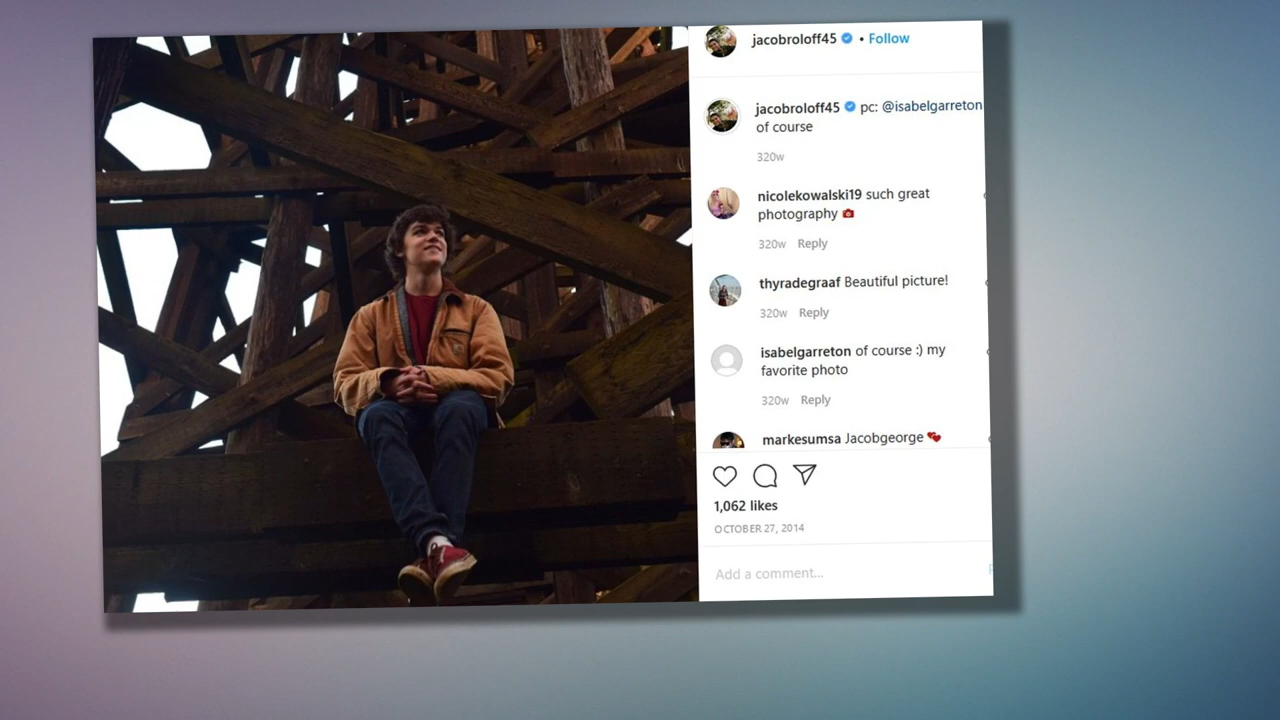 jacobroloff45 • Follow
jacobroloff45 pc: @isabelgarreton
of course
320w
nicolekowalski19 such great
photography
320w Reply
thyradegraaf Beautiful picture!
320w Reply
isabelgarreton of course :) my
favorite photo
320w Reply
markesumsa Jacobgeorge
1,062 likes
OCTOBER 27, 2014
Add a comment...